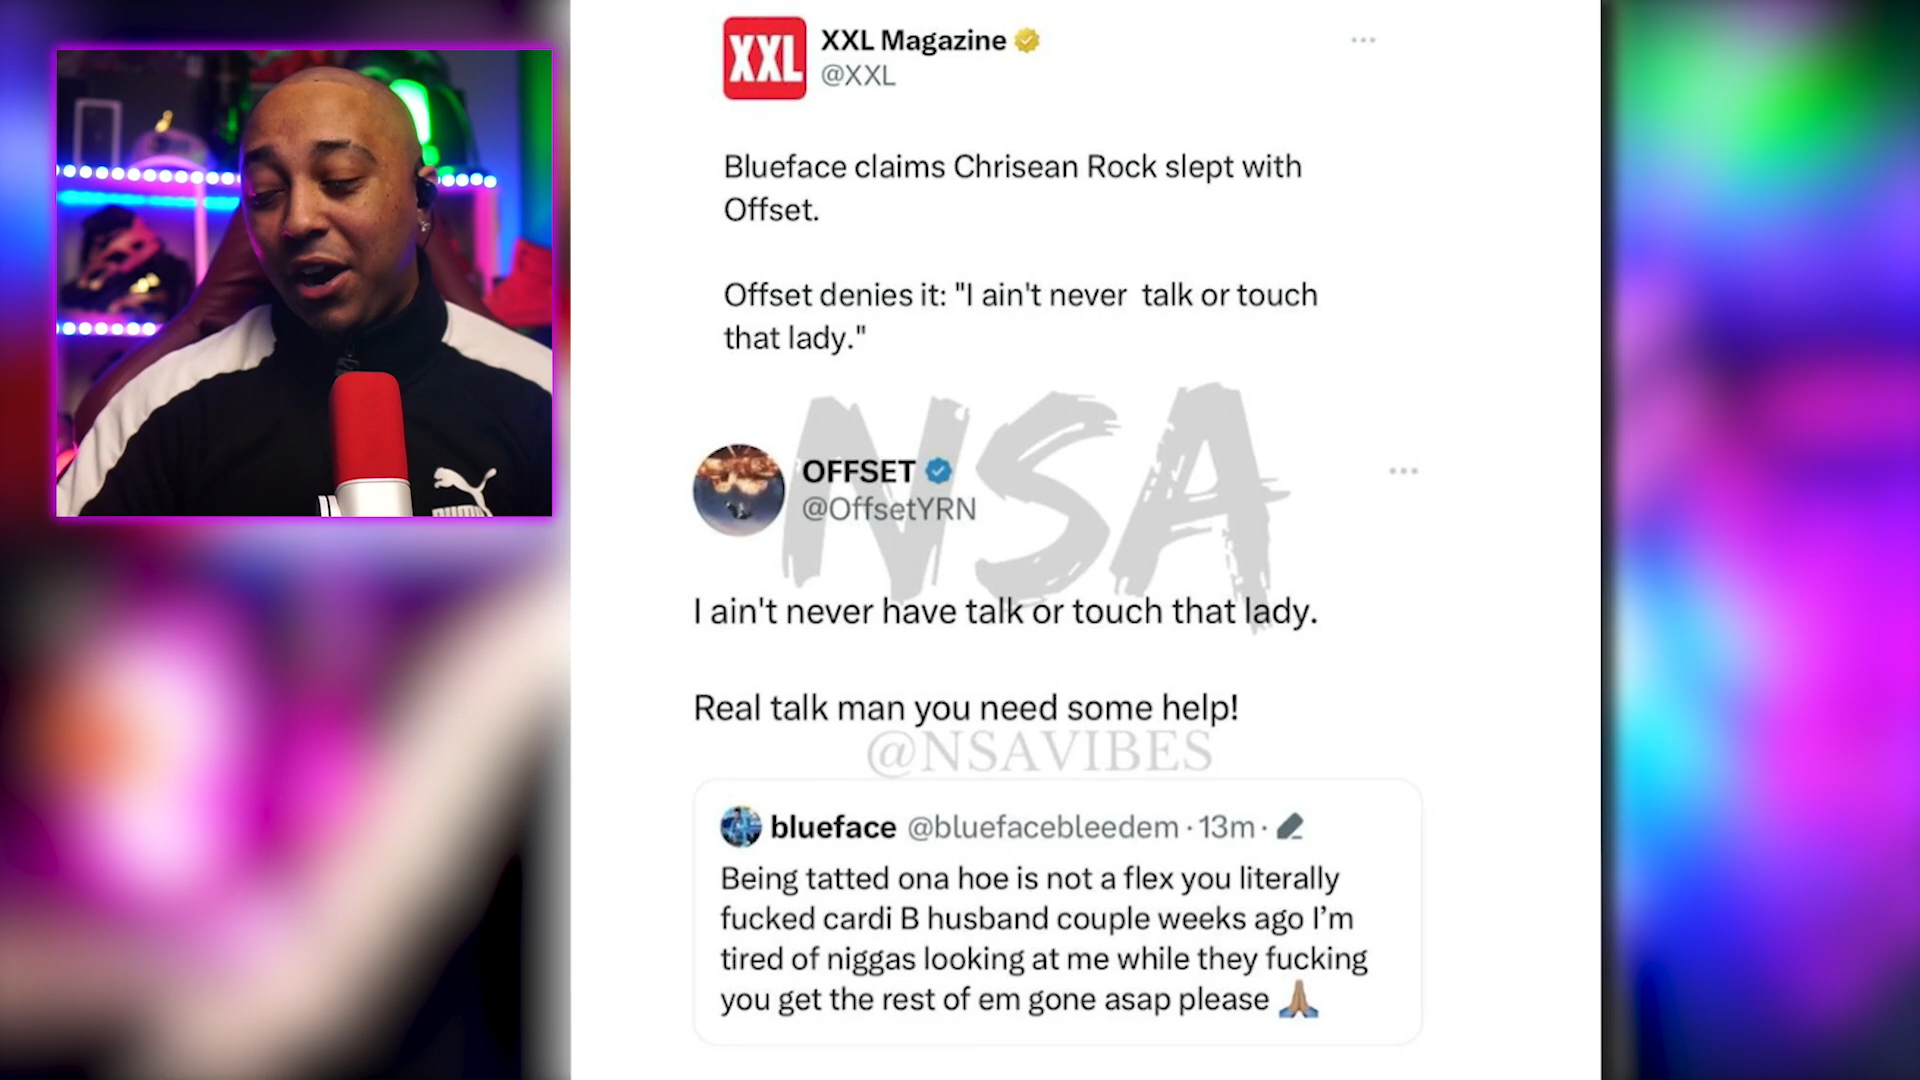 XXL
XXL Magazine
@XXL
Blueface claims Chrisean Rock slept with
Offset.
Offset denies it: "I ain't never talk or touch
that lady."
NSA
OFFSET
@OffsetYRN
I ain't never have talk or touch that lady.
Real talk man you need some help!
@NSAVIBES
blueface @bluefacebleedem · 13m ·
Being tatted ona hoe is not a flex you literally
fucked cardi B husband couple weeks ago I’m
tired of niggas looking at me while they fucking
you get the rest of em gone asap please 🙏🏽
PUMA